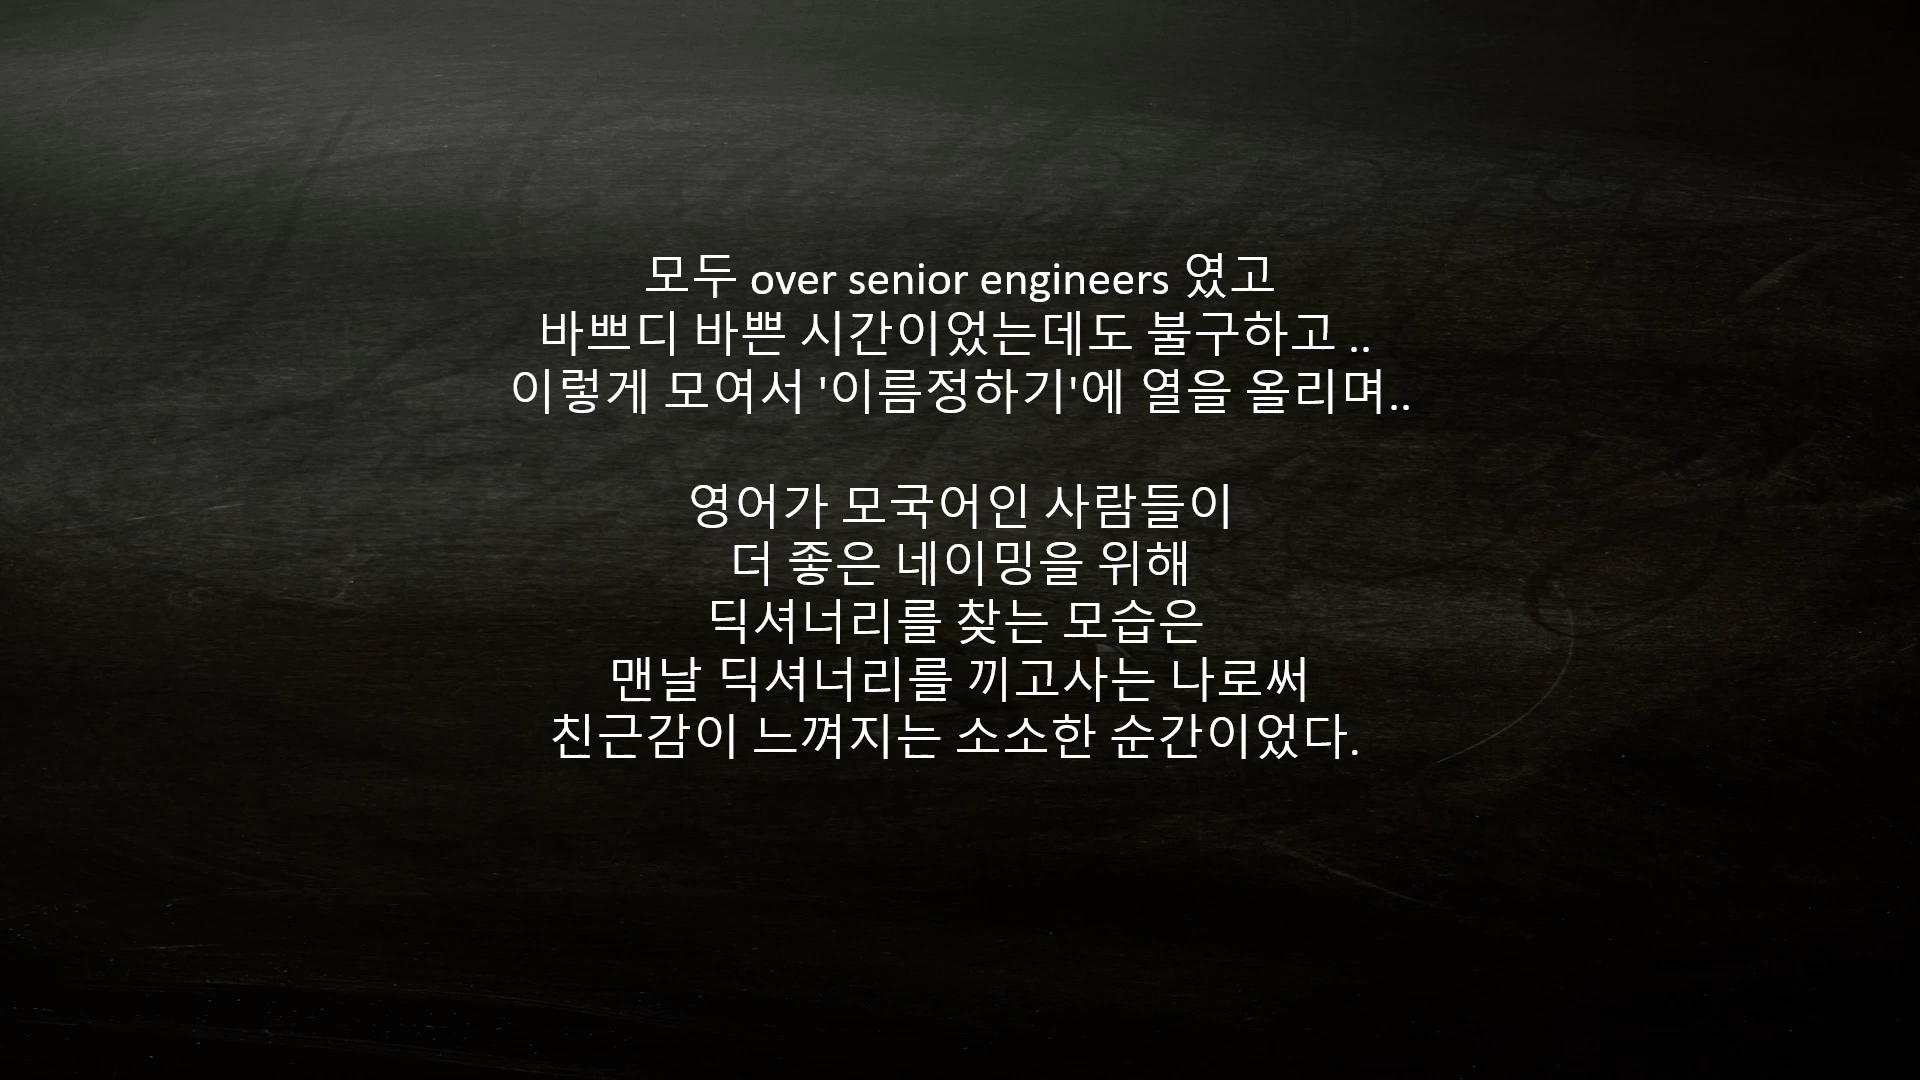 모두 over senior engineers 였고
바쁘디 바쁜 시간이었는데도 불구하고 ..
이렇게 모여서 '이름정하기'에 열을 올리며..
영어가 모국어인 사람들이
더 좋은 네이밍을 위해
딕셔너리를 찾는 모습은
맨날 딕셔너리를 끼고사는 나로써
친근감이 느껴지는 소소한 순간이었다.